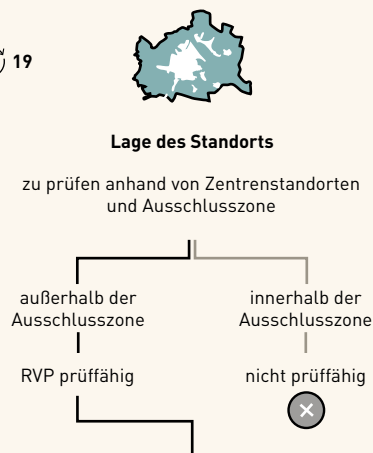 19
Lage des Standorts
zu prüfen anhand von Zentrenstandorten
und Ausschlusszone
außerhalb der
Ausschlusszone
innerhalb der
Ausschlusszone
RVP prüffähig
nicht prüffähig